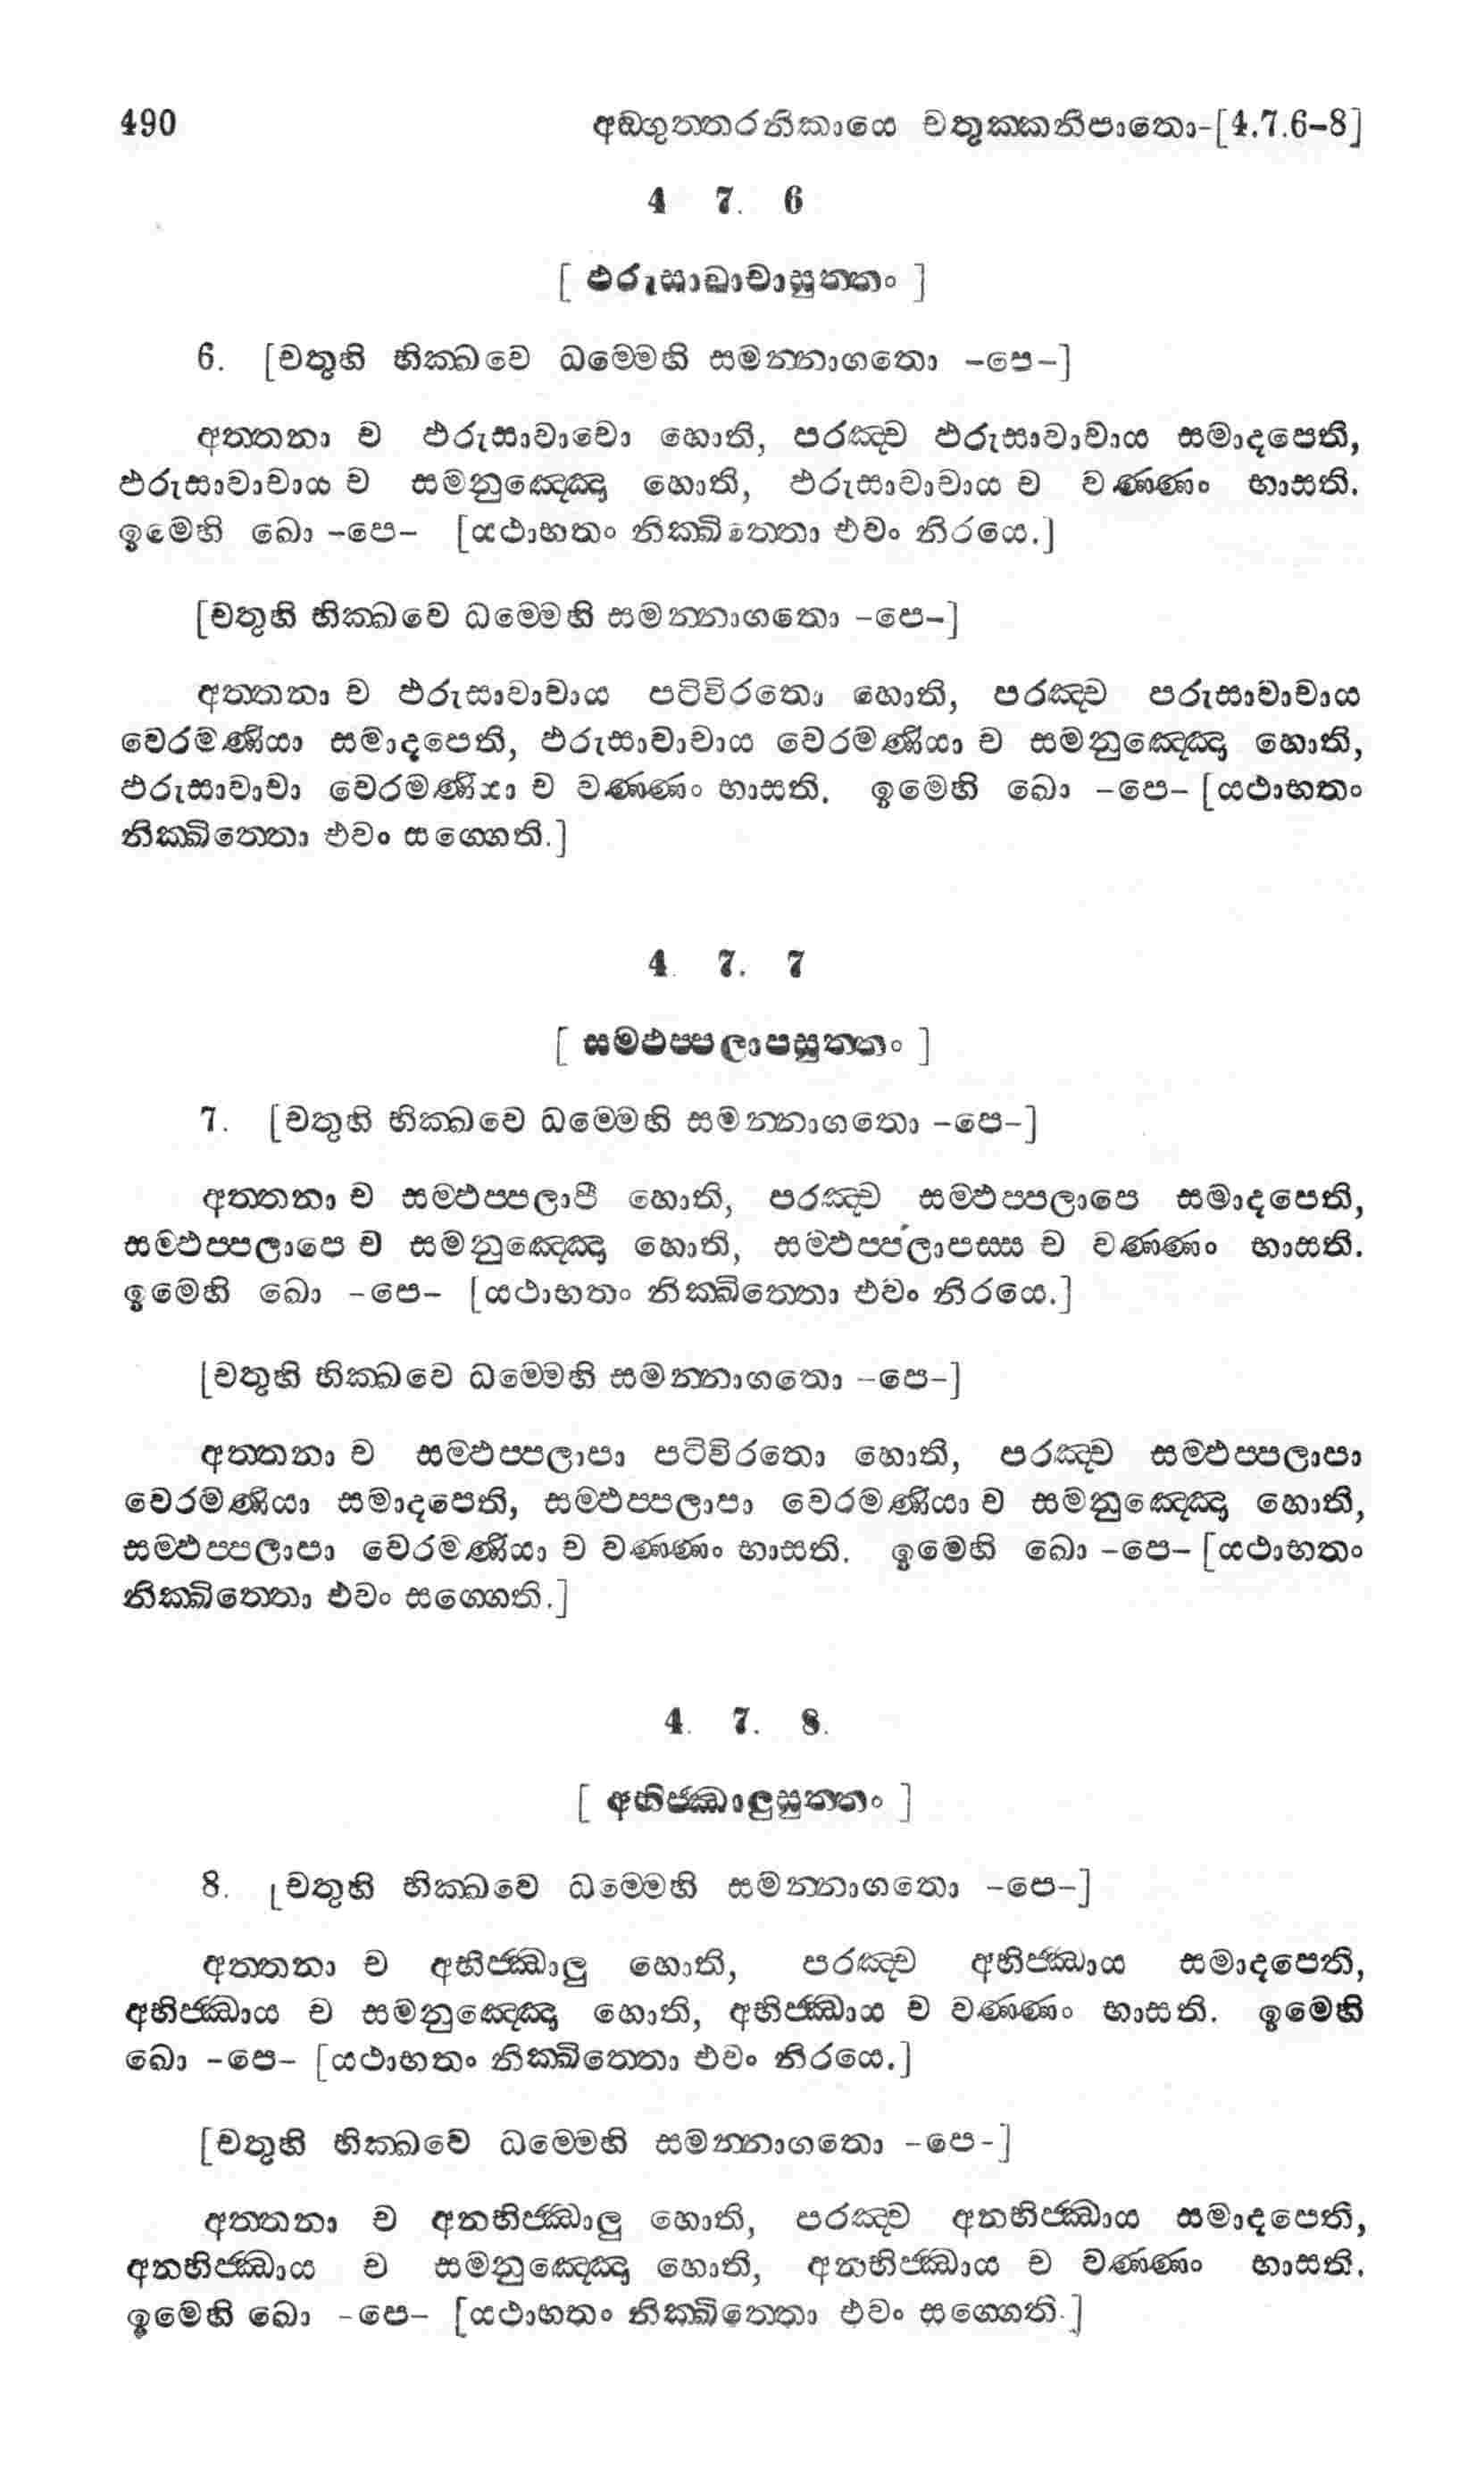 490 අඞ්ගුත්තරනිකායෙ චතුක්කනිපාතො-[4.7.6-8]
4 7. 6
[ ඵරුසාවාචාසුත්තං ]
6. [චතූහි භික්ඛවෙ ධම්මෙහි සමන්නාගතො -පෙ-]
අත්තනා ච ඵරුසාවාචො හොති, පරඤ්ච ඵරුසාවාචාය සමාදපෙති,
ඵරුසාවාචාය ච සමනුඤ්ඤො හොති, ඵරුසාවාචාය ච වණ්ණං භාසති.
ඉමෙහි ඛො -පෙ- [යථාභතං නික්ඛිත්තො එවං නිරයෙ.]
[චතුහි භික්ඛවෙ ධම්මෙහි සමන්නාගතො -පෙ-]
අත්තනා ච ඵරුසාවාචාය පටිවිරතො හොති, පරඤ්ච පරුසාවාචාය
වෙරමණියා සමාදපෙති, ඵරුසාවාචාය වෙරමණියා ච සමනුඤ්ඤො හොති,
ඵරුසාවාචා වෙරමණියා ච වණ්ණං භාසති. ඉමෙහි ඛො -පෙ- [යථාභතං
නික්ඛිත්තො එවං සග්ගෙති.]
4. 7. 7
[ සම්ඵප්පලාපසුත්තං ]
7. [චතුහි භික්ඛවෙ ධම්මෙහි සමන්නාගතො -පෙ-]
අත්තනා ච සම්ඵප්පලාපී හොති, පරඤ්ච සම්ඵප්පලාපෙ සමාදපෙති,
සම්ඵප්පලාපෙ ච සමනුඤ්ඤො හොති, සම්ඵප්පලාපස්ස ච වණ්ණං භාසති.
ඉමෙහි ඛො -පෙ- [යථාභතං නික්ඛිත්තො එවං නිරයෙ.]
[චතූහි භික්ඛවෙ ධම්මෙහි සමන්නාගතො -පෙ-]
අත්තනා ච සම්ඵප්පලාපා පටිවිරතො හොති, පරඤ්ච සම්ඵප්පලාපා
වෙරමණියා සමාදපෙති, සම්ඵප්පලාපා වෙරමණියා ච සමනුඤ්ඤො හොති,
සම්ඵප්පලාපා වෙරමණියා ච වණ්ණං භාසති. ඉමෙහි ඛො -පෙ- [යථාභතං
නික්ඛිත්තො එවං සග්ගෙති.]
4. 7. 8.
[ අභිජ්ඣාලුසුත්තං ]
8. [චතුහි භික්ඛවෙ ධම්මෙහි සමන්නාගතො -පෙ-]
අත්තනා ච අභිජ්ඣාලු හොති, පරඤ්ච අභිජ්ඣාය සමාදපෙති,
අභිජ්ඣාය ච සමනුඤ්ඤො හොති, අභිජ්ඣාය ච වණ්ණං භාසති. ඉමෙහි
ඛො -පෙ- [යථාභතං නික්ඛිත්තො එවං නිරයෙ.]
[චතූහි භික්ඛවෙ ධම්මෙහි සමන්නාගතො -පෙ-]
අත්තනා ච අනභිජ්ඣාලු හොති, පරඤ්ච අනභිජ්ඣාය සමාදපෙති,
අනභිජ්ඣාය ච සමනුඤ්ඤො හොති, අනභිජ්ඣාය ච වණ්ණං භාසති.
ඉමෙහි ඛො -පෙ- [යථාභතං නික්ඛිත්තො එවං සග්ගෙති.]